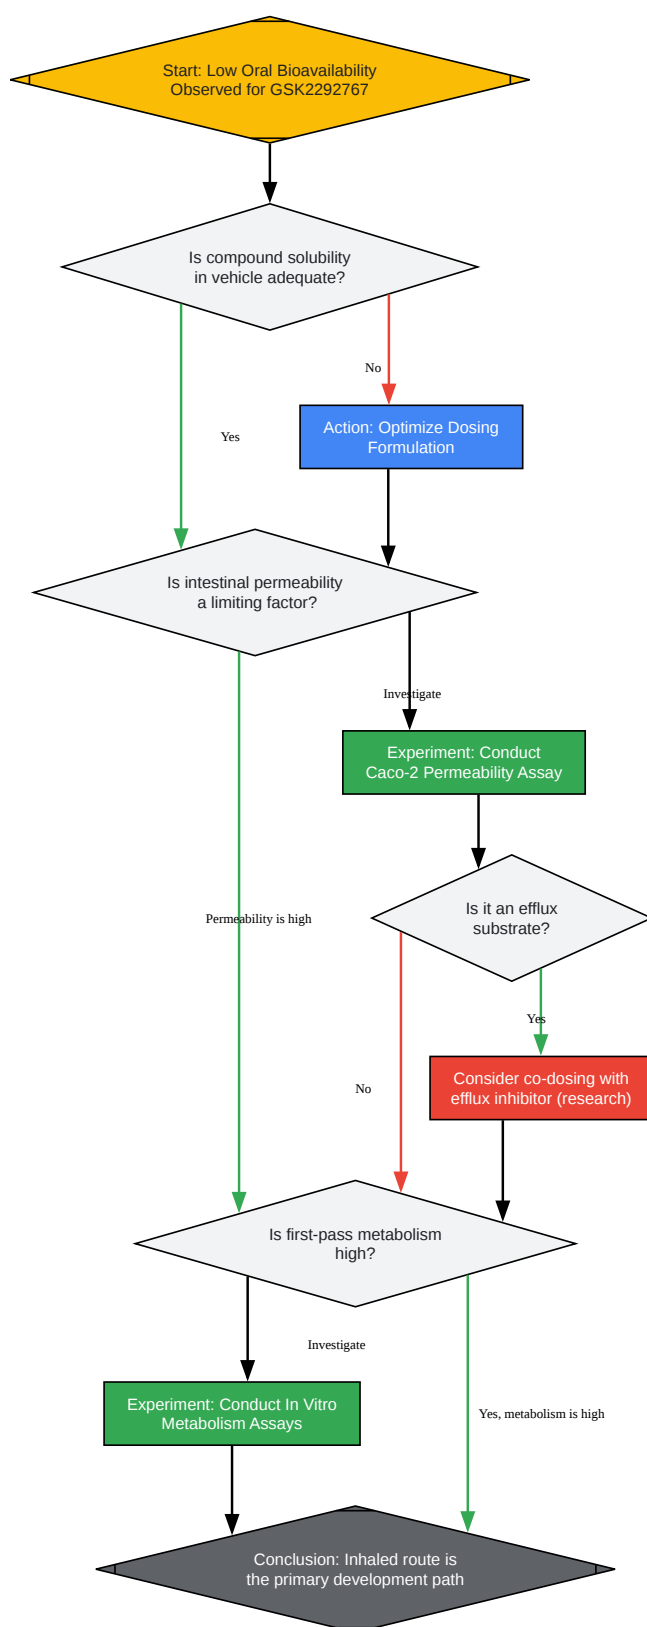 Start: Low Oral Bioavailability
Observed for GSK2292767
Is compound solubility
in vehicle adequate?
No
Action: Optimize Dosing
Formulation
Yes
Is intestinal permeability
a limiting factor?
Investigate
Experiment: Conduct
Caco-2 Permeability Assay
Is it an efflux
substrate?
Permeability is high
Yes
Consider co-dosing with
efflux inhibitor (research)
No
Is first-pass metabolism
high?
Investigate
Experiment: Conduct In Vitro
Metabolism Assays
Yes, metabolism is high
Conclusion: Inhaled route is
the primary development path